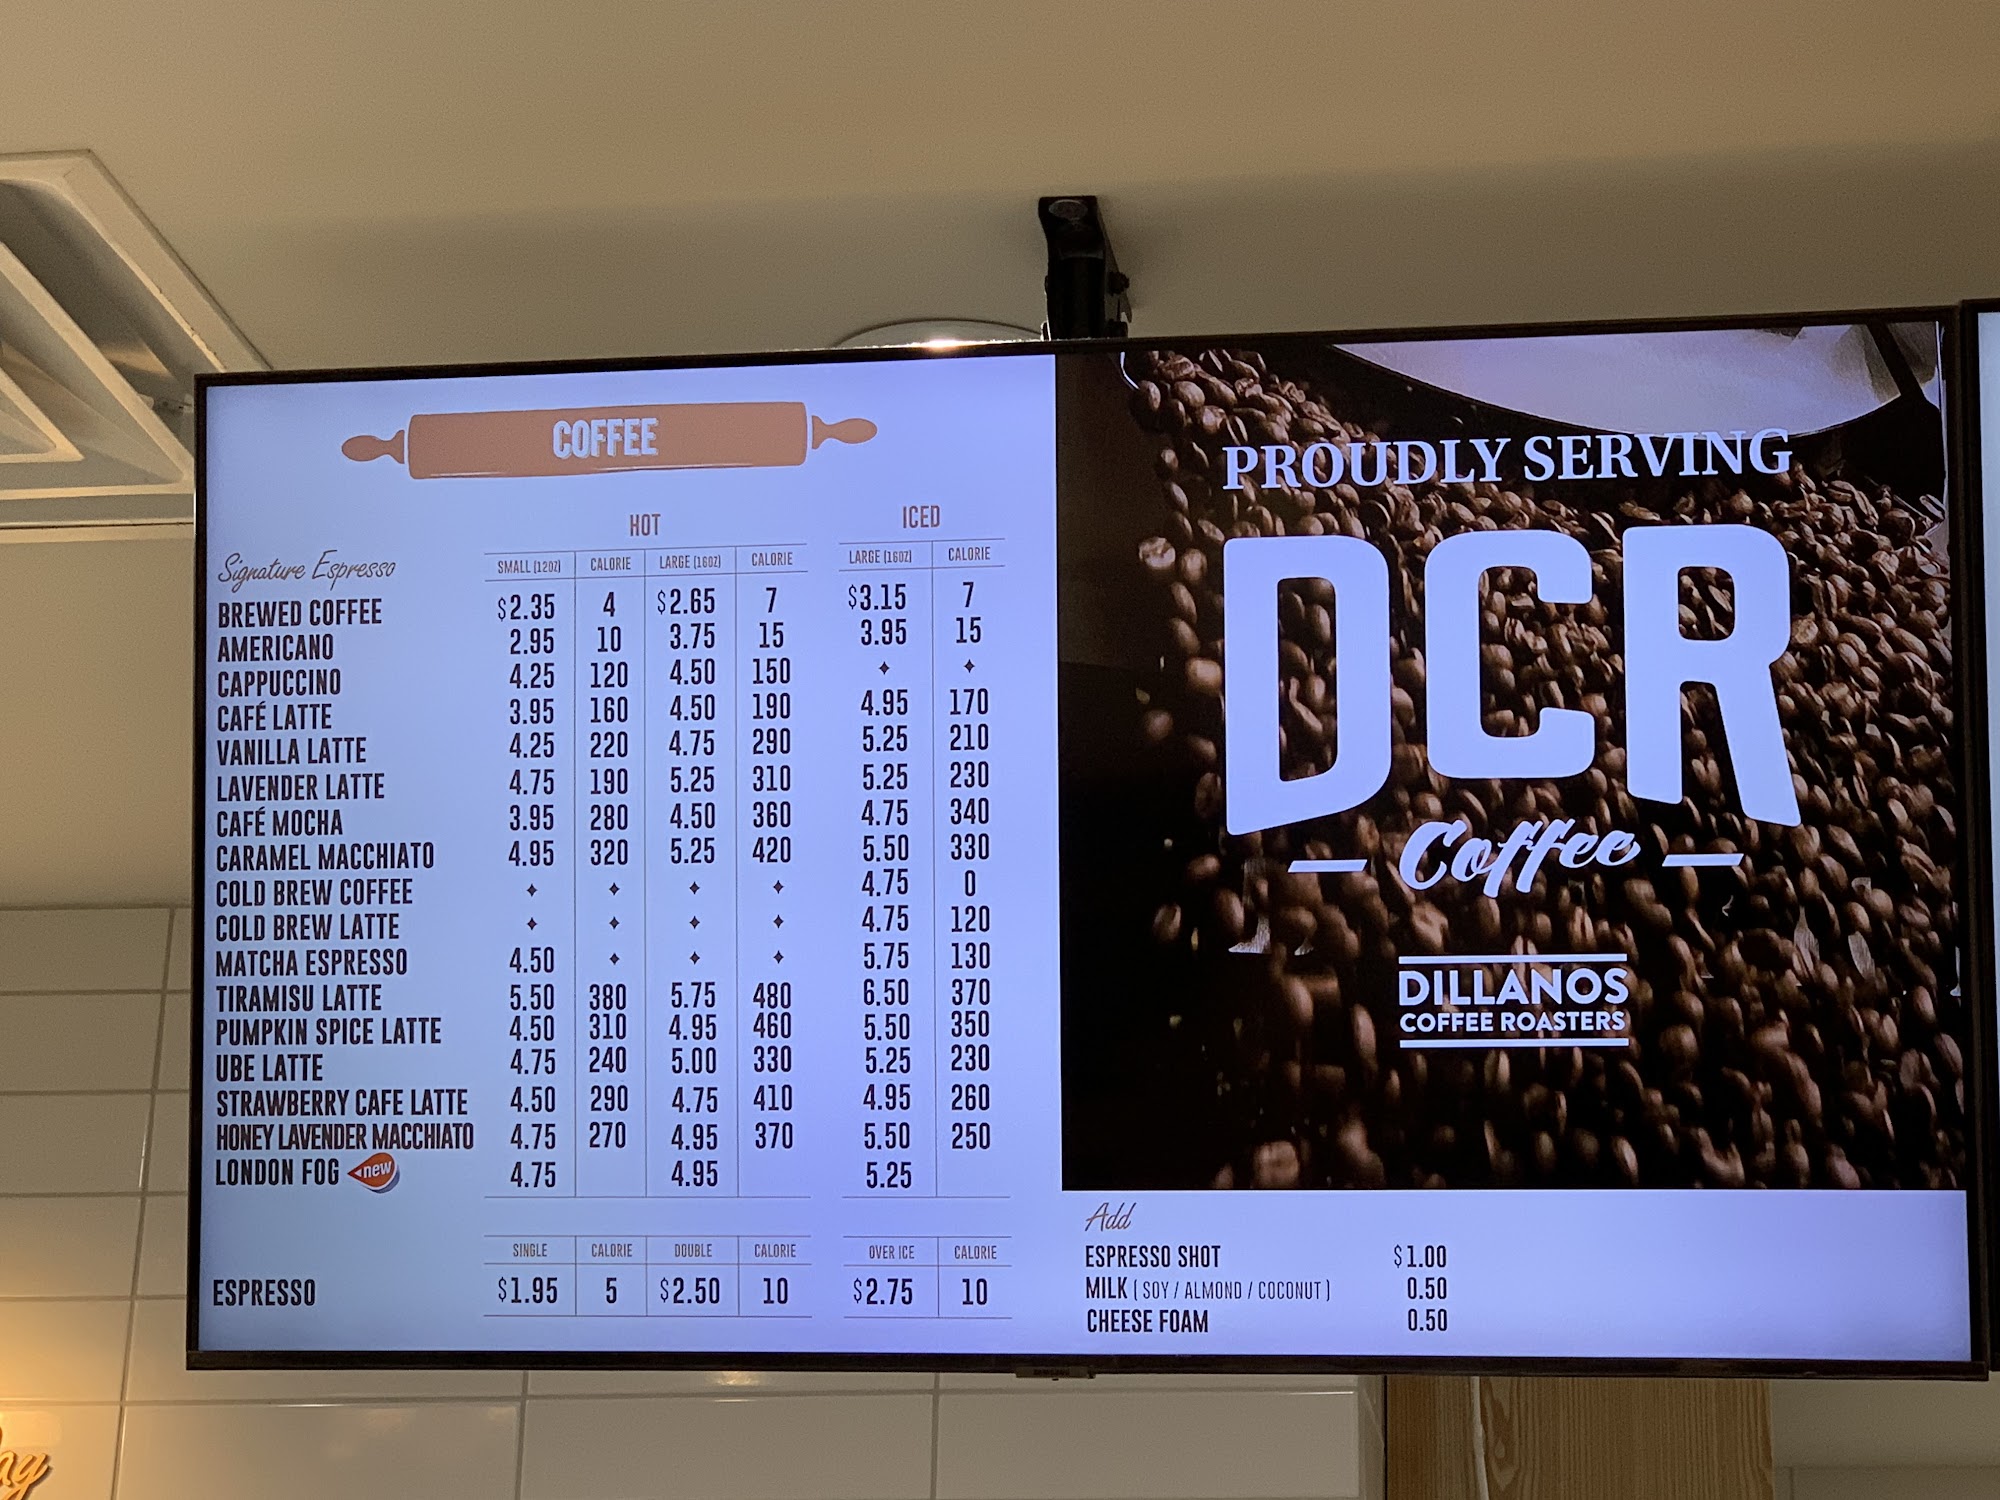 COFFEE
HOT ICED
Signature Espresso SMALL (12OZ) CALORIE LARGE (16OZ) CALORIE LARGE (16OZ) CALORIE
BREWED COFFEE $2.35 4 $2.65 7 $3.15 7
AMERICANO 2.95 10 3.75 15 3.95 15
CAPPUCCINO 4.25 120 4.50 150 ✦ ✦
CAFÉ LATTE 3.95 160 4.50 190 4.95 170
VANILLA LATTE 4.25 220 4.75 290 5.25 210
LAVENDER LATTE 4.75 190 5.25 310 5.25 230
CAFÉ MOCHA 3.95 280 4.50 360 4.75 340
CARAMEL MACCHIATO 4.95 320 5.25 420 5.50 330
COLD BREW COFFEE ✦ ✦ ✦ ✦ 4.75 0
COLD BREW LATTE ✦ ✦ ✦ ✦ 4.75 120
MATCHA ESPRESSO 4.50 ✦ ✦ ✦ 5.75 130
TIRAMISU LATTE 5.50 380 5.75 480 6.50 370
PUMPKIN SPICE LATTE 4.50 310 4.95 460 5.50 350
UBE LATTE 4.75 240 5.00 330 5.25 230
STRAWBERRY CAFE LATTE 4.50 290 4.75 410 4.95 260
HONEY LAVENDER MACCHIATO 4.75 270 4.95 370 5.50 250
LONDON FOG new 4.75 4.95 5.25
SINGLE CALORIE DOUBLE CALORIE OVER ICE CALORIE
ESPRESSO $1.95 5 $2.50 10 $2.75 10
PROUDLY SERVING
DCR
Coffee
DILLANOS
COFFEE ROASTERS
Add
ESPRESSO SHOT $1.00
MILK ( SOY / ALMOND / COCONUT ) 0.50
CHEESE FOAM 0.50